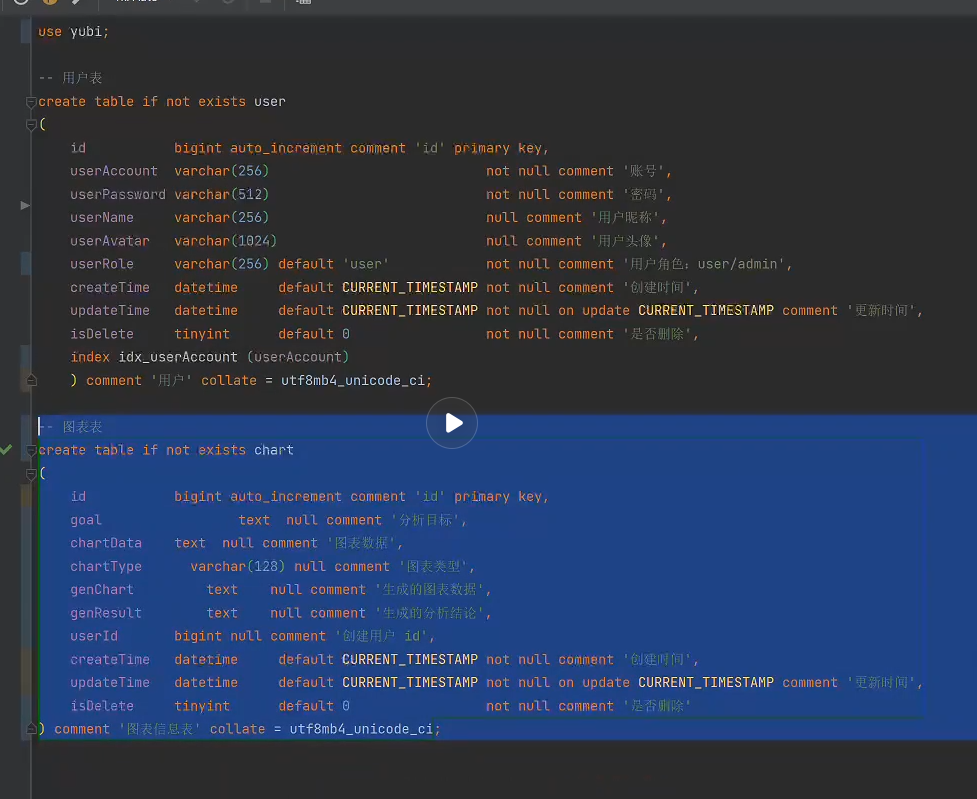 use yubi;
-- 用户表
create table if not exists user
(
id bigint auto_increment comment 'id' primary key,
userAccount varchar(256) not null comment '账号',
userPassword varchar(512) not null comment '密码',
userName varchar(256) null comment '用户昵称',
userAvatar varchar(1024) null comment '用户头像',
userRole varchar(256) default 'user' not null comment '用户角色：user/admin',
createTime datetime default CURRENT_TIMESTAMP not null comment '创建时间',
updateTime datetime default CURRENT_TIMESTAMP not null on update CURRENT_TIMESTAMP comment '更新时间',
isDelete tinyint default 0 not null comment '是否删除',
index idx_userAccount (userAccount)
) comment '用户' collate = utf8mb4_unicode_ci;
-- 图表表
create table if not exists chart
(
id bigint auto_increment comment 'id' primary key,
goal text null comment '分析目标',
chartData text null comment '图表数据',
chartType varchar(128) null comment '图表类型',
genChart text null comment '生成的图表数据',
genResult text null comment '生成的分析结论',
userId bigint null comment '创建用户 id',
createTime datetime default CURRENT_TIMESTAMP not null comment '创建时间',
updateTime datetime default CURRENT_TIMESTAMP not null on update CURRENT_TIMESTAMP comment '更新时间',
isDelete tinyint default 0 not null comment '是否删除'
) comment '图表信息表' collate = utf8mb4_unicode_ci;